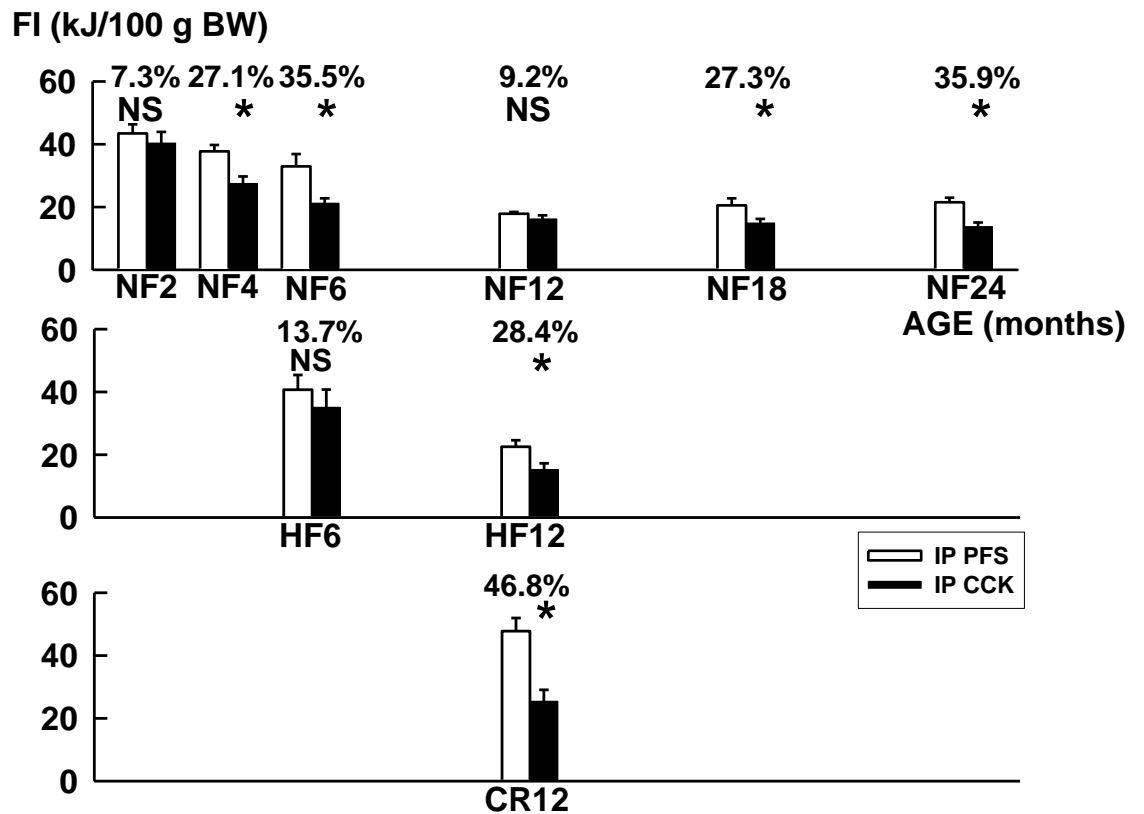 FI (kJ/100 g BW)
60
7.3% 27.1% 35.5% 9.2% 27.3% 35.9%
NS * * NS * *
40
20
0
NF2 NF4 NF6 NF12 NF18 NF24
AGE (months)
60
13.7% 28.4%
NS *
40
20
0
HF6 HF12
IP PFS
IP CCK
60
46.8%
*
40
20
0
CR12